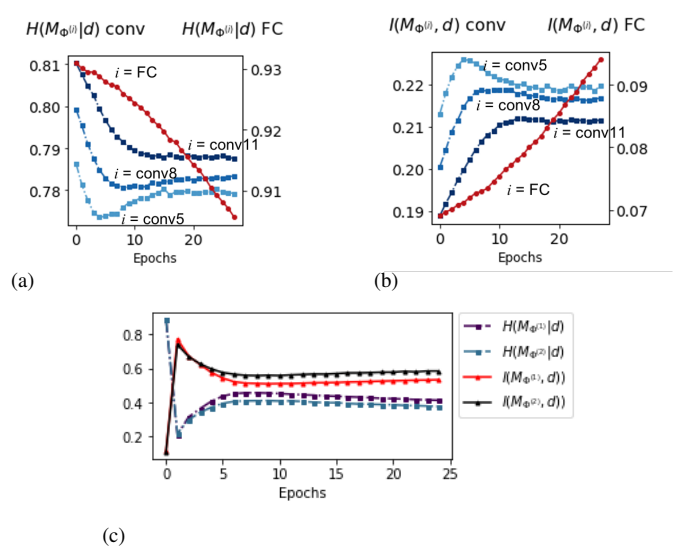 H(M_Φ(i)|d) conv H(M_Φ(i)|d) FC
0.81
0.80
0.79
0.78
0.93
0.92
0.91
i = FC
i = conv11
i = conv8
i = conv5
0 20
Epochs
(a)
I(M_Φ(i), d) conv I(M_Φ(i), d) FC
0.22
0.21
0.20
0.19
0.09
0.08
0.07
i = conv5
i = conv8
i = conv11
i = FC
0 20
Epochs
(b)
0.8
0.6
0.4
0.2
0 5 10 15 20 25
Epochs
H(M_Φ(1)|d)
H(M_Φ(2)|d)
I(M_Φ(1), d))
I(M_Φ(2), d))
(c)